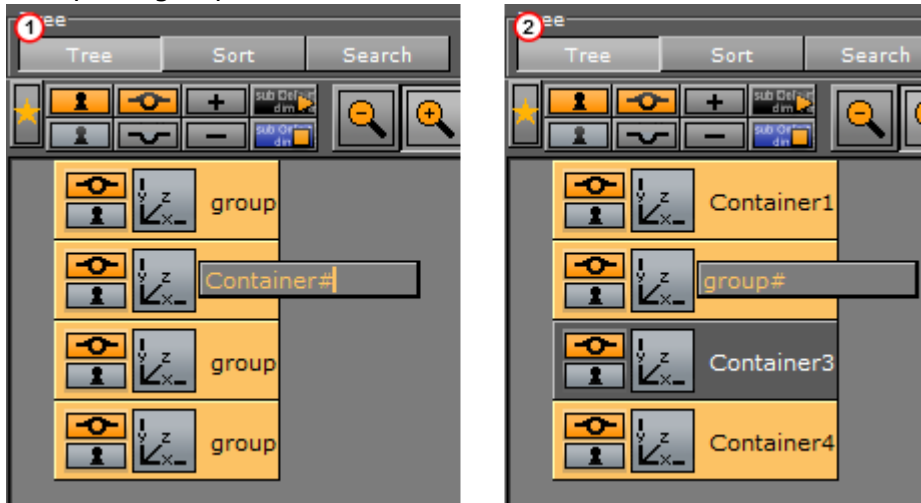 1
Tree Sort Search
group
Container#
group
group
2
Tree Sort Search
Container1
group#
Container3
Container4